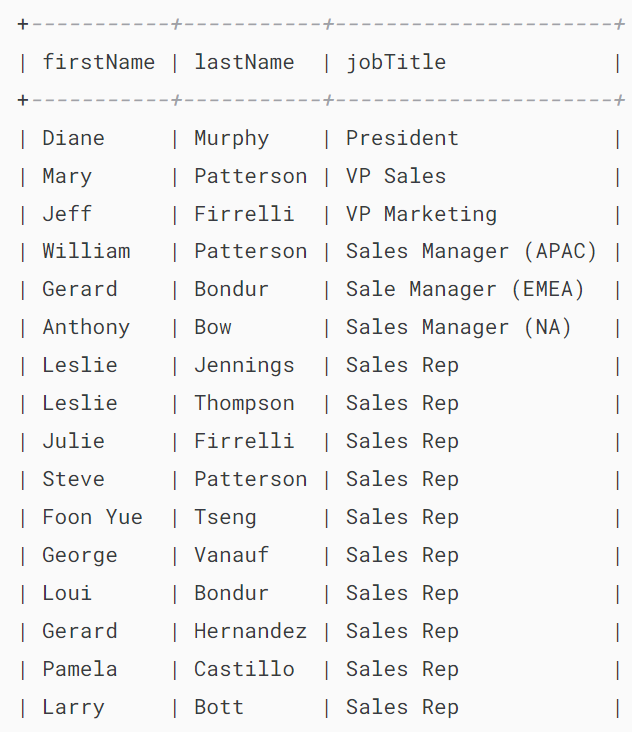 +-----------+-----------+----------------------+
| firstName | lastName  | jobTitle             |
+-----------+-----------+----------------------+
| Diane     | Murphy    | President            |
| Mary      | Patterson | VP Sales             |
| Jeff      | Firrelli  | VP Marketing         |
| William   | Patterson | Sales Manager (APAC) |
| Gerard    | Bondur    | Sale Manager (EMEA)  |
| Anthony   | Bow       | Sales Manager (NA)   |
| Leslie    | Jennings  | Sales Rep            |
| Leslie    | Thompson  | Sales Rep            |
| Julie     | Firrelli  | Sales Rep            |
| Steve     | Patterson | Sales Rep            |
| Foon Yue  | Tseng     | Sales Rep            |
| George    | Vanauf    | Sales Rep            |
| Loui      | Bondur    | Sales Rep            |
| Gerard    | Hernandez | Sales Rep            |
| Pamela    | Castillo  | Sales Rep            |
| Larry     | Bott      | Sales Rep            |